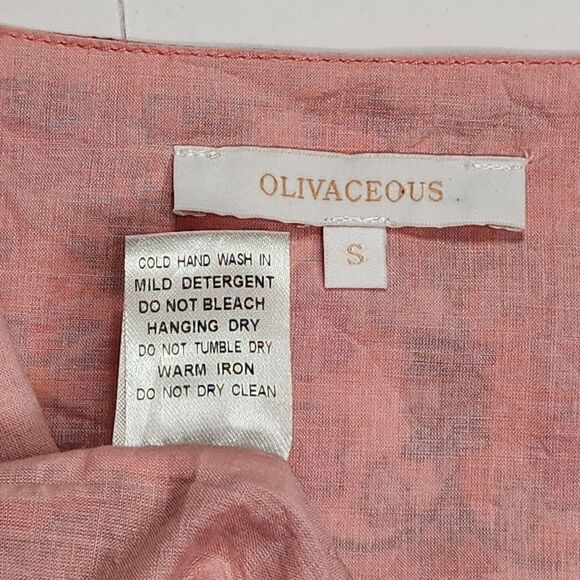 OLIVACEOUS
S
COLD HAND WASH IN
MILD DETERGENT
DO NOT BLEACH
HANGING DRY
DO NOT TUMBLE DRY
WARM IRON
DO NOT DRY CLEAN